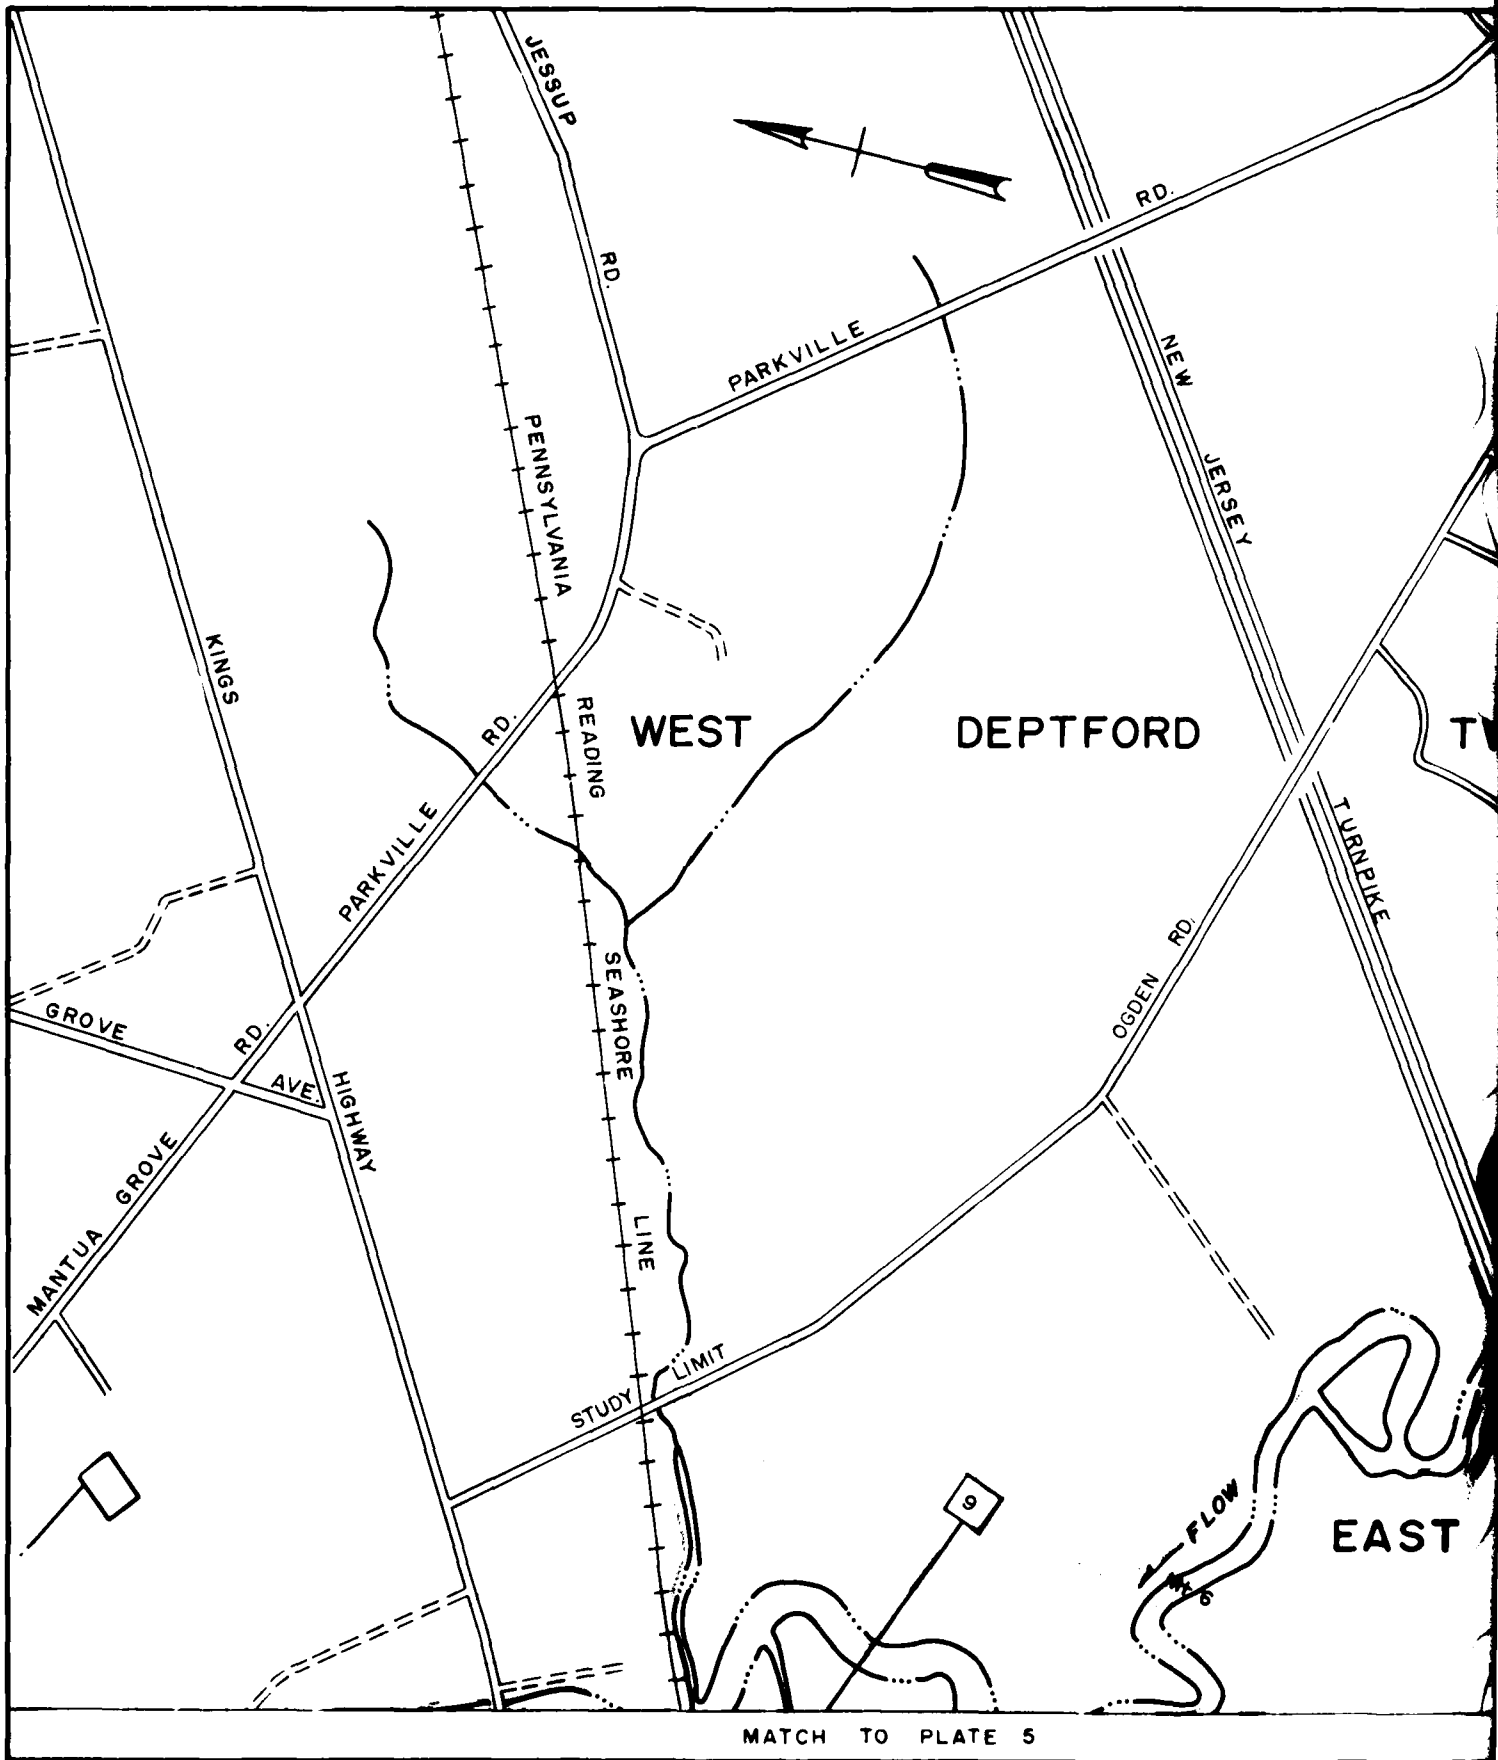 JESSUP
RD.
RD.
PARKVILLE
NEW
JERSEY
TURNPIKE
PENNSYLVANIA
READING
SEASHORE
LINE
KINGS
HIGHWAY
RD.
PARKVILLE
WEST DEPTFORD
GROVE
AVE.
RD.
GROVE
MANTUA
OGDEN RD.
STUDY LIMIT
9
FLOW
EAST
MATCH TO PLATE 5